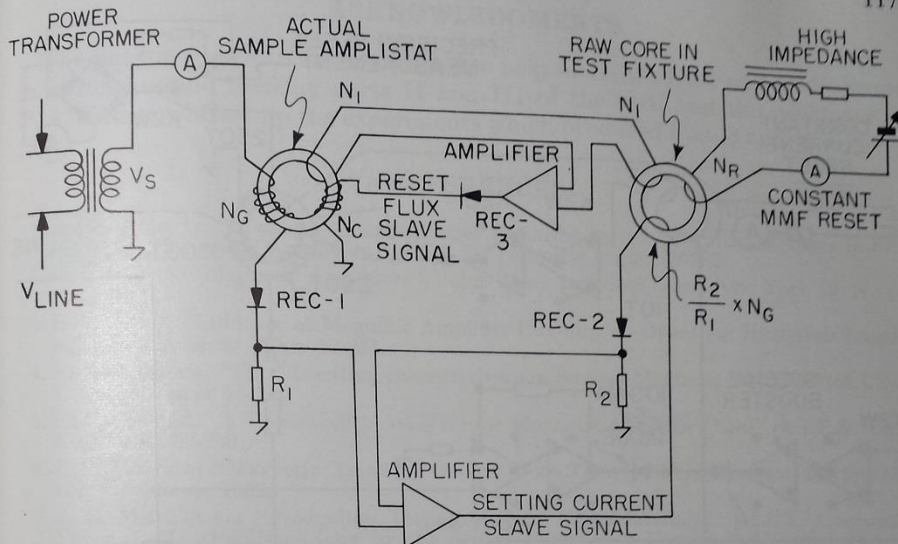 117
POWER
TRANSFORMER
ACTUAL
SAMPLE AMPLISTAT
RAW CORE IN
TEST FIXTURE
HIGH
IMPEDANCE
A
N1
N1
VS
AMPLIFIER
NR
A
RESET
FLUX
SLAVE
SIGNAL
REC-
3
CONSTANT
MMF RESET
NG
NC
VLINE
REC-1
REC-2
R2
R1
× NG
R1
R2
AMPLIFIER
SETTING CURRENT
SLAVE SIGNAL